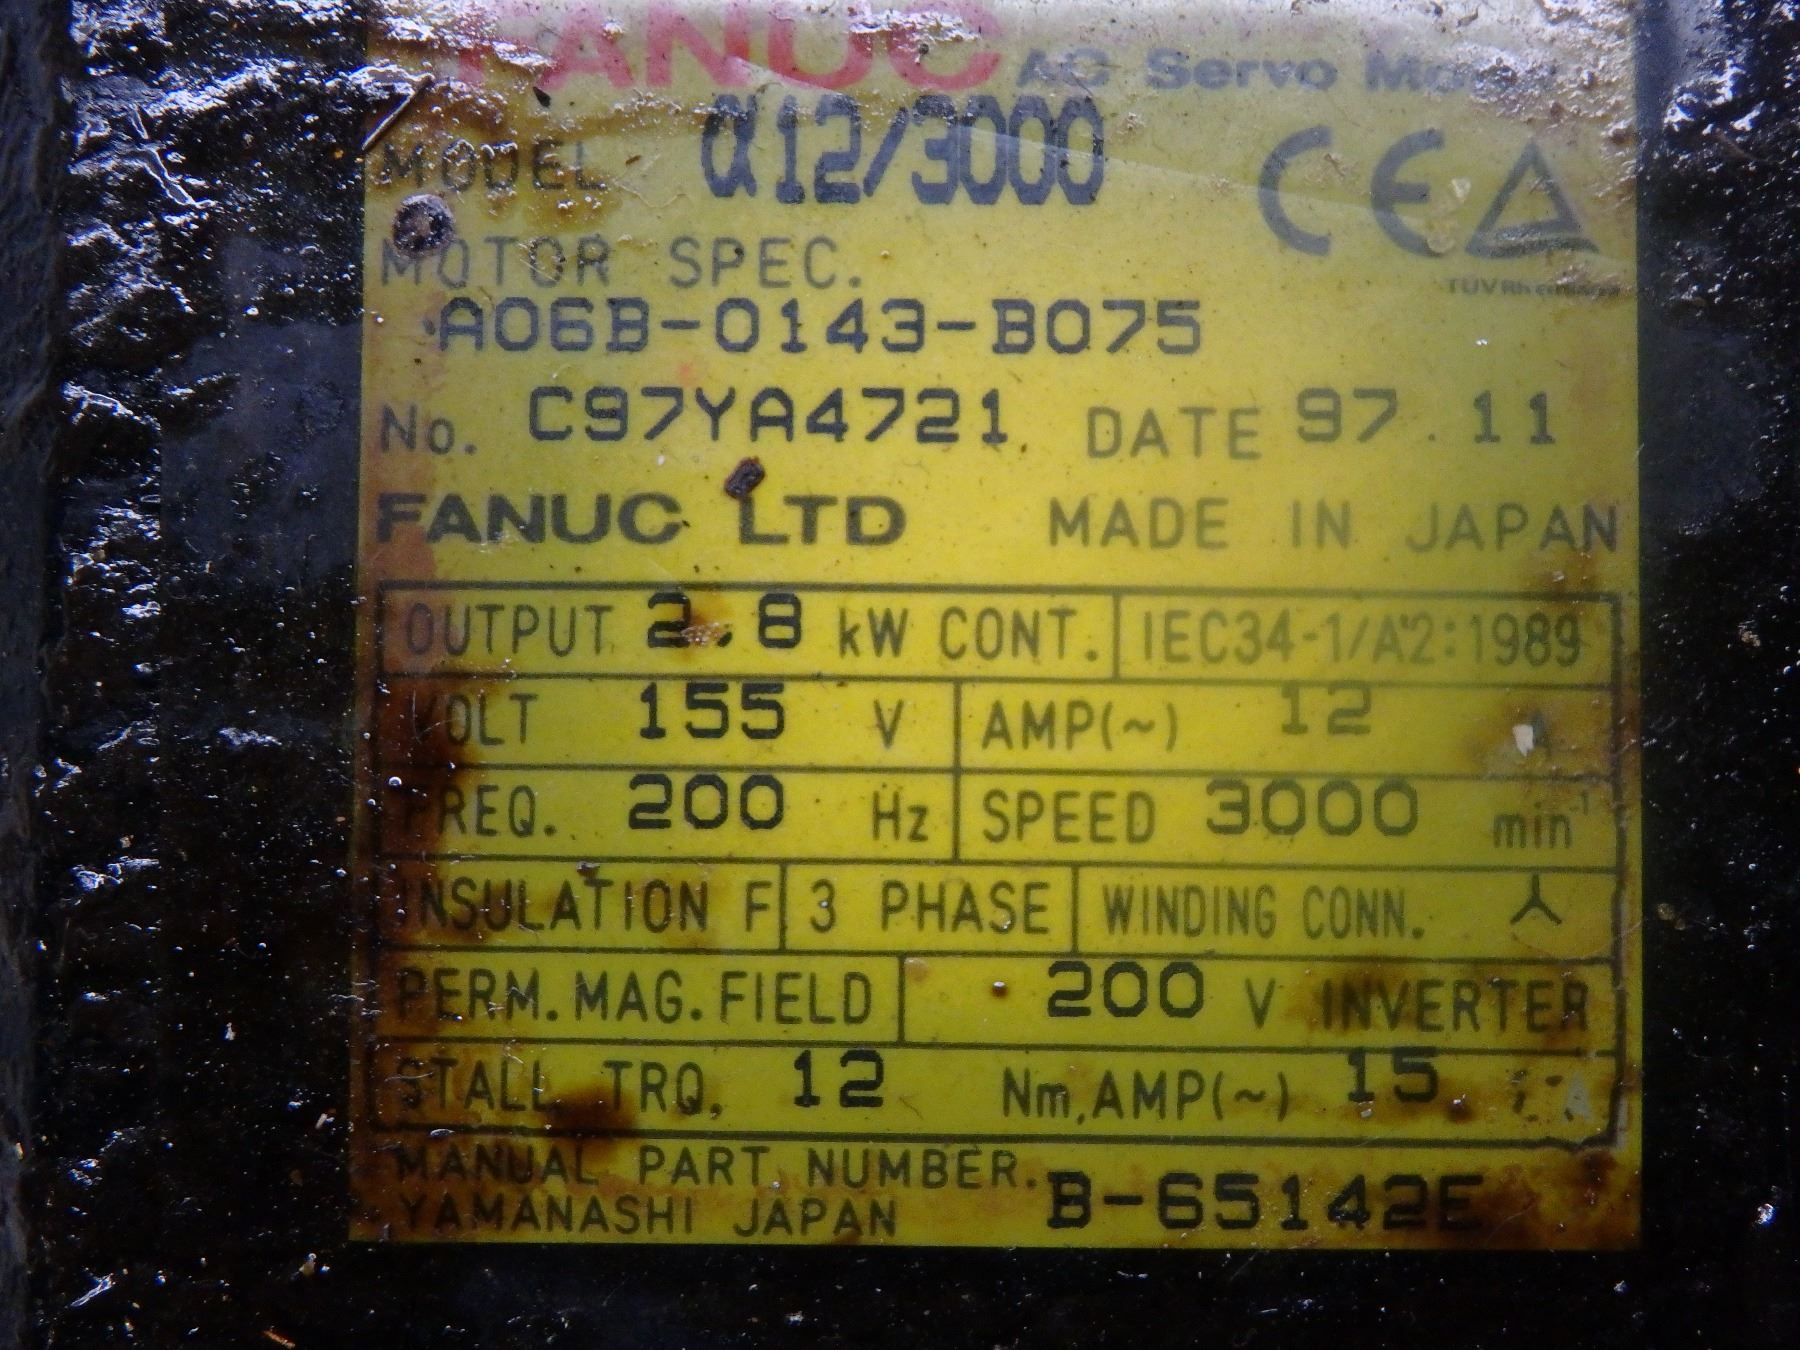 FANUC AC Servo Motor
MODEL α12/3000
CE
TUVRheinland
MOTOR SPEC.
A06B-0143-B075
No. C97YA4721 DATE 97.11
FANUC LTD MADE IN JAPAN
OUTPUT 2.8 kW CONT. IEC34-1/A2:1989
VOLT 155 V AMP(~) 12 A
FREQ. 200 Hz SPEED 3000 min-1
INSULATION F 3 PHASE WINDING CONN.
PERM. MAG. FIELD 200 V INVERTER
STALL TRQ. 12 Nm, AMP(~) 15 A
MANUAL PART NUMBER. B-65142E
YAMANASHI JAPAN